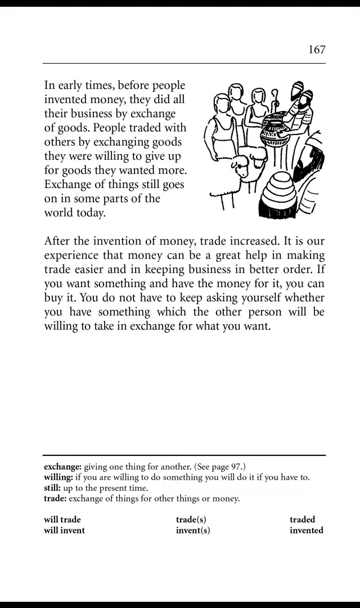 167
In early times, before people
invented money, they did all
their business by exchange
of goods. People traded with
others by exchanging goods
they were willing to give up
for goods they wanted more.
Exchange of things still goes
on in some parts of the
world today.
After the invention of money, trade increased. It is our
experience that money can be a great help in making
trade easier and in keeping business in better order. If
you want something and have the money for it, you can
buy it. You do not have to keep asking yourself whether
you have something which the other person will be
willing to take in exchange for what you want.
exchange: giving one thing for another. (See page 97.)
willing: if you are willing to do something you will do it if you have to.
still: up to the present time.
trade: exchange of things for other things or money.
will trade trade(s) traded
will invent invent(s) invented